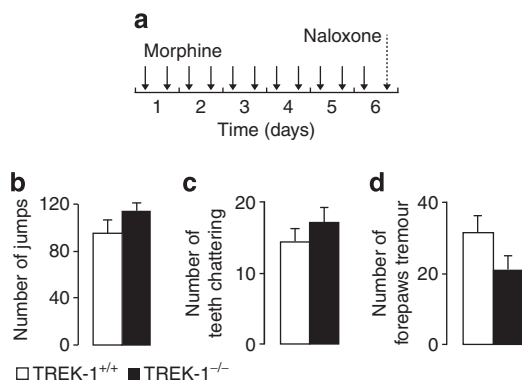 a
Morphine
Naloxone
1 2 3 4 5 6
Time (days)
b
Number of jumps
120
80
40
0
c
Number of
teeth chattering
20
10
0
d
Number of
forepaws tremour
40
20
0
TREK-1+/+ TREK-1−/−